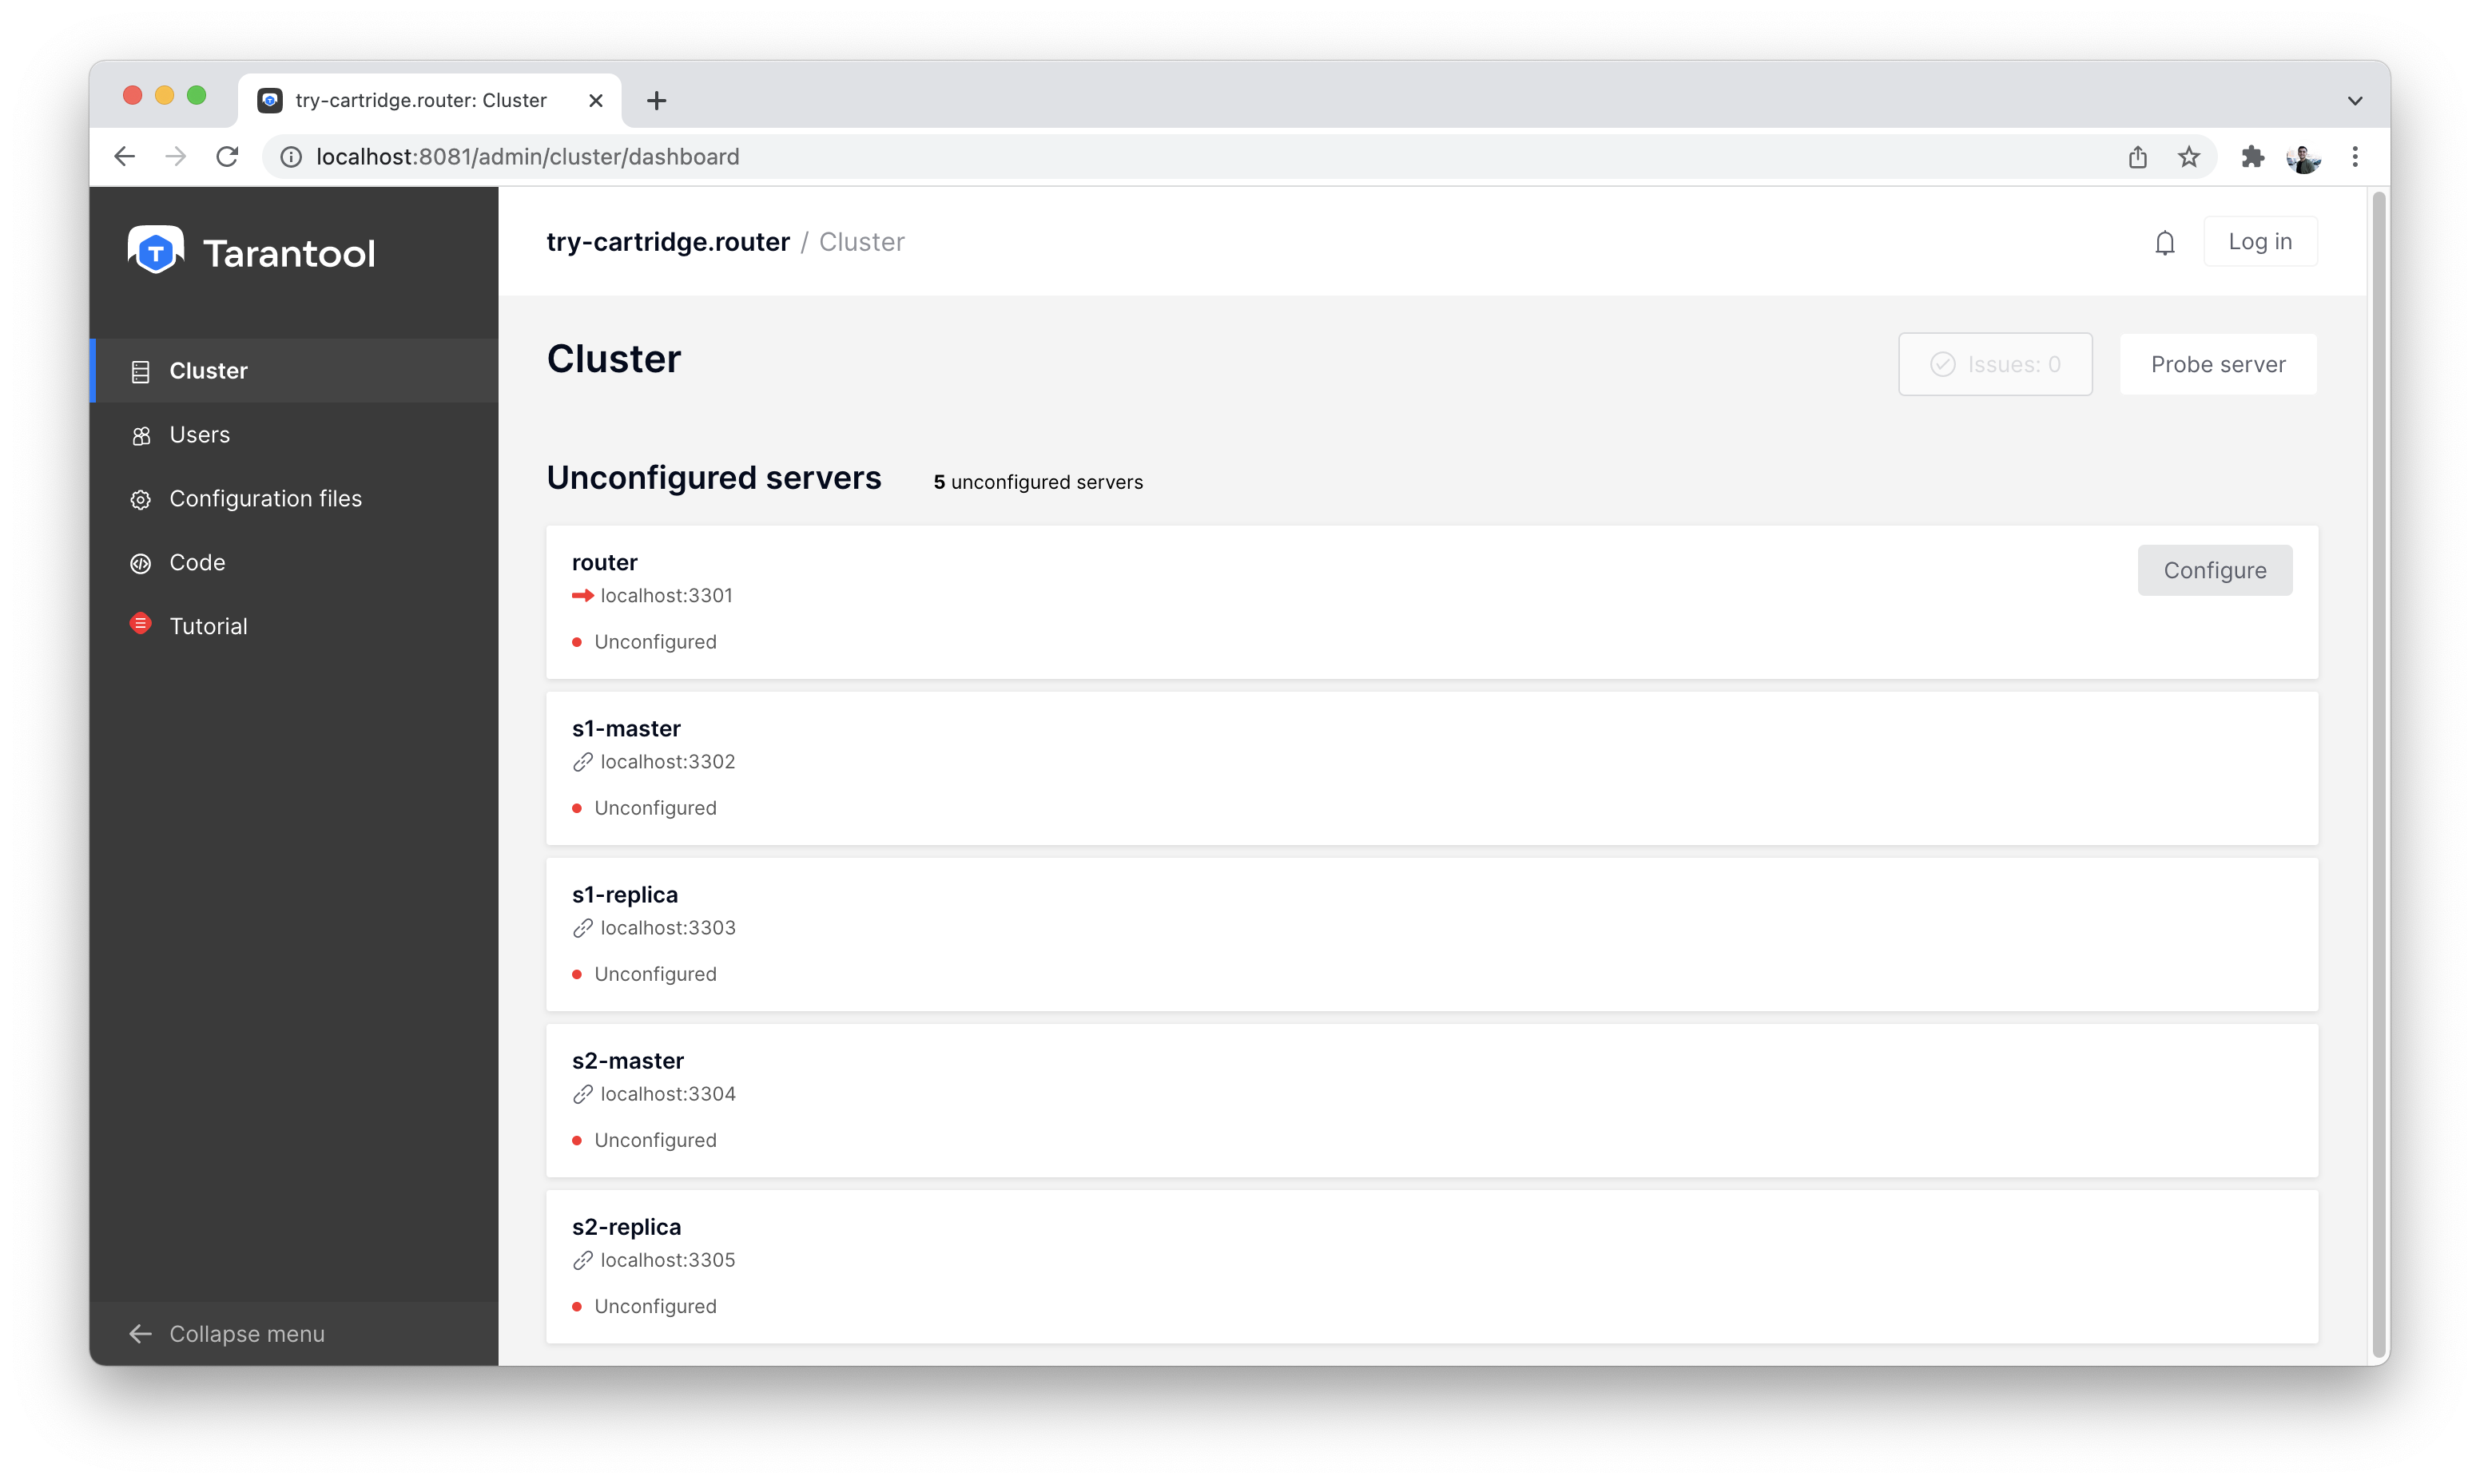 try-cartridge.router: Cluster
localhost:8081/admin/cluster/dashboard
T Tarantool
try-cartridge.router / Cluster
Log in
Cluster
Users
Configuration files
Code
Tutorial
Collapse menu
Cluster
Issues: 0
Probe server
Unconfigured servers
5 unconfigured servers
router
localhost:3301
Unconfigured
Configure
s1-master
localhost:3302
Unconfigured
s1-replica
localhost:3303
Unconfigured
s2-master
localhost:3304
Unconfigured
s2-replica
localhost:3305
Unconfigured